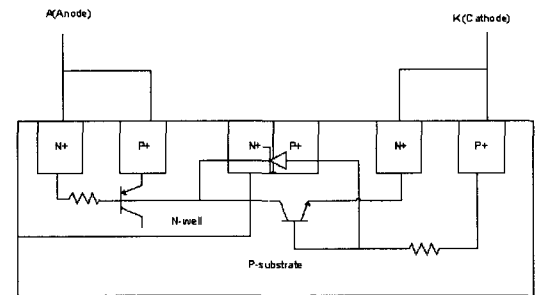 A(Anode)
K(Cathode)
N+
P+
N+
P+
N+
P+
N-well
P-substrate